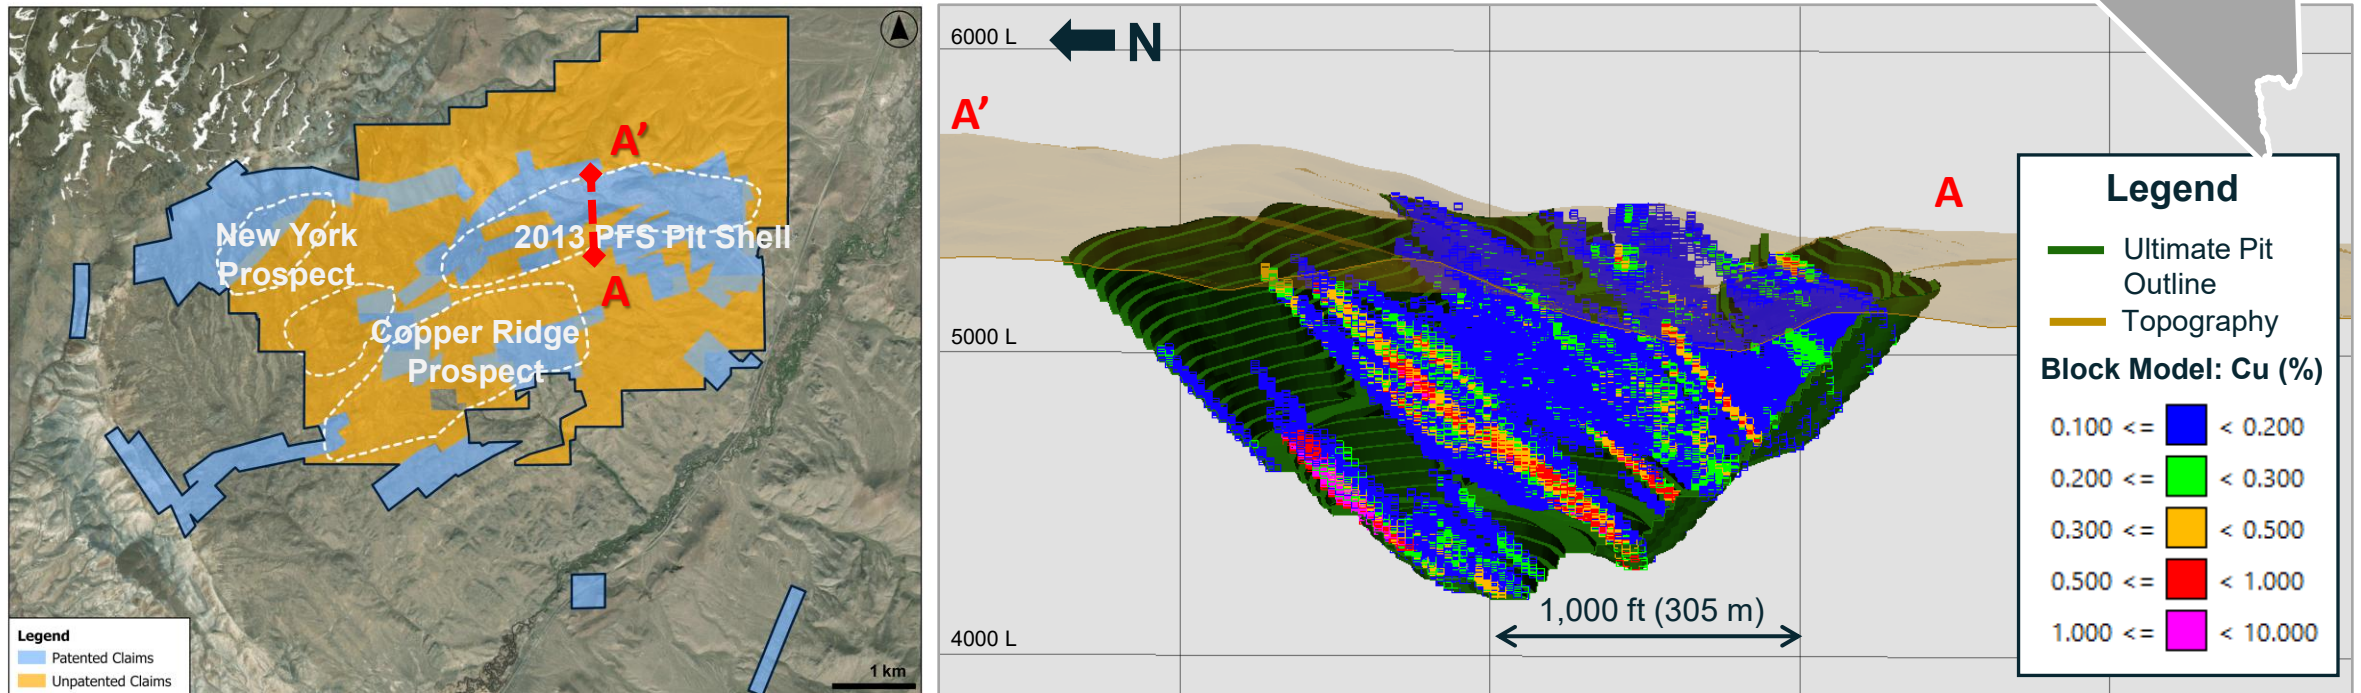 A'
New York
Prospect
2013 PFS Pit Shell
A
Copper Ridge
Prospect
Legend
Patented Claims
Unpatented Claims
1 km
6000 L
N
A'
A
5000 L
1,000 ft (305 m)
4000 L
Legend
Ultimate Pit
Outline
Topography
Block Model: Cu (%)
0.100 <= < 0.200
0.200 <= < 0.300
0.300 <= < 0.500
0.500 <= < 1.000
1.000 <= < 10.000